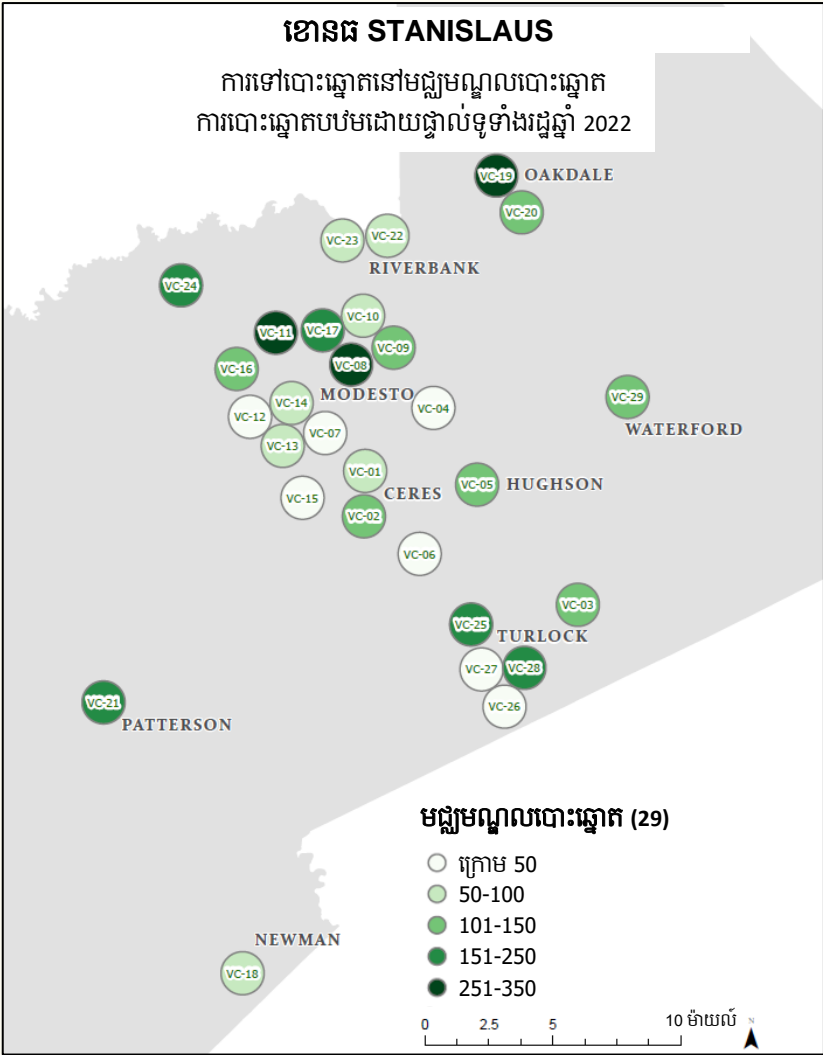 ខោនធី STANISLAUS
ការទៅបោះឆ្នោតនៅមជ្ឈមណ្ឌលបោះឆ្នោត
ការបោះឆ្នោតបឋមដោយផ្ទាល់ទូទាំងរដ្ឋឆ្នាំ 2022
VC-19 OAKDALE
VC-20
VC-23 VC-22
RIVERBANK
VC-24
VC-10
VC-11 VC-17
VC-09
VC-08
VC-16
MODESTO
VC-14
VC-29
VC-12
VC-04
WATERFORD
VC-07
VC-13
VC-01
VC-05 HUGHSON
CERES
VC-15
VC-02
VC-06
VC-03
VC-25 TURLOCK
VC-27 VC-28
VC-21
VC-26
PATTERSON
មជ្ឈមណ្ឌលបោះឆ្នោត (29)
ក្រោម 50
50-100
101-150
151-250
251-350
NEWMAN
VC-18
0 2.5 5 10 ម៉ាយល៍
N